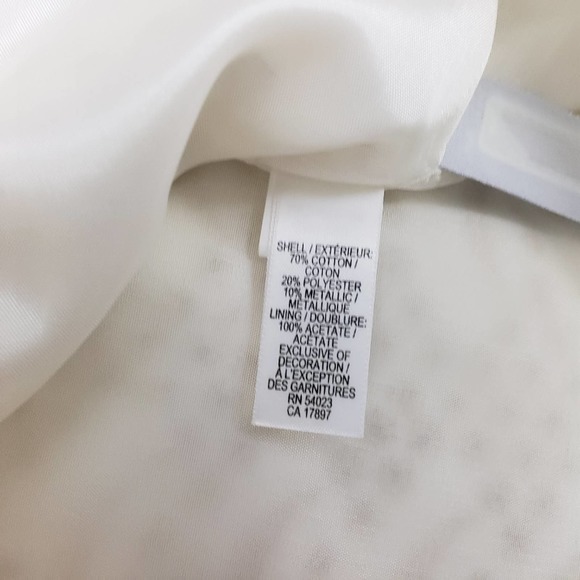 SHELL / EXTÉRIEUR:
70% COTTON /
COTON
20% POLYESTER
10% METALLIC /
MÉTALLIQUE
LINING / DOUBLURE:
100% ACETATE /
ACÉTATE
EXCLUSIVE OF
DECORATION /
À L'EXCEPTION
DES GARNITURES
RN 54023
CA 17897